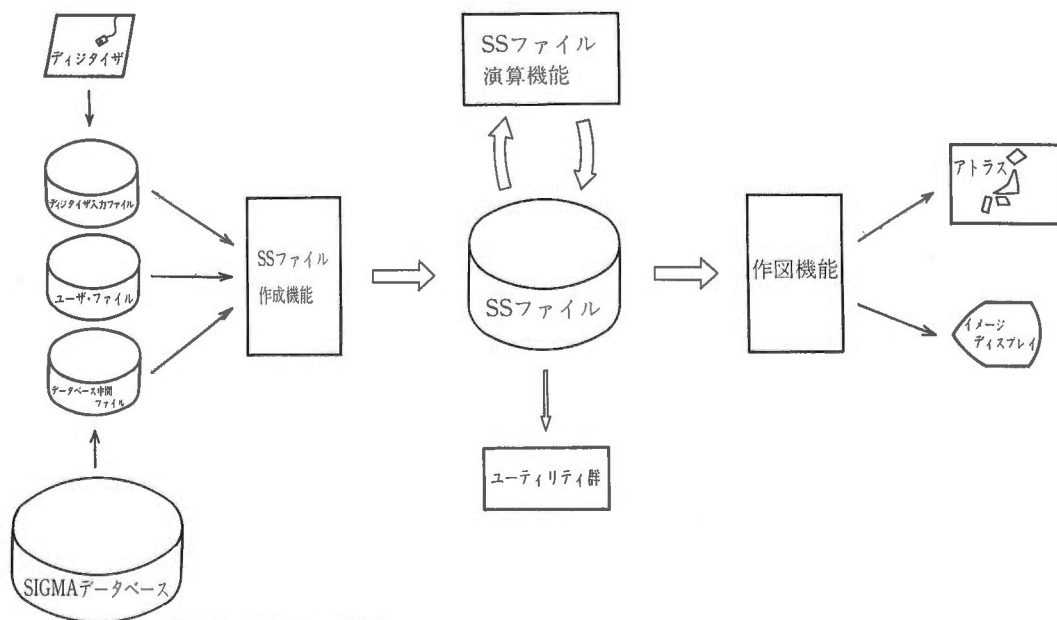 ディジタイザ
ディジタイザ入力ファイル
ユーザ・ファイル
データベース中間
ファイル
SIGMAデータベース
SSファイル
作成機能
SSファイル
演算機能
SSファイル
ユーティリティ群
作図機能
アトラス
イメージ
ディスプレイ